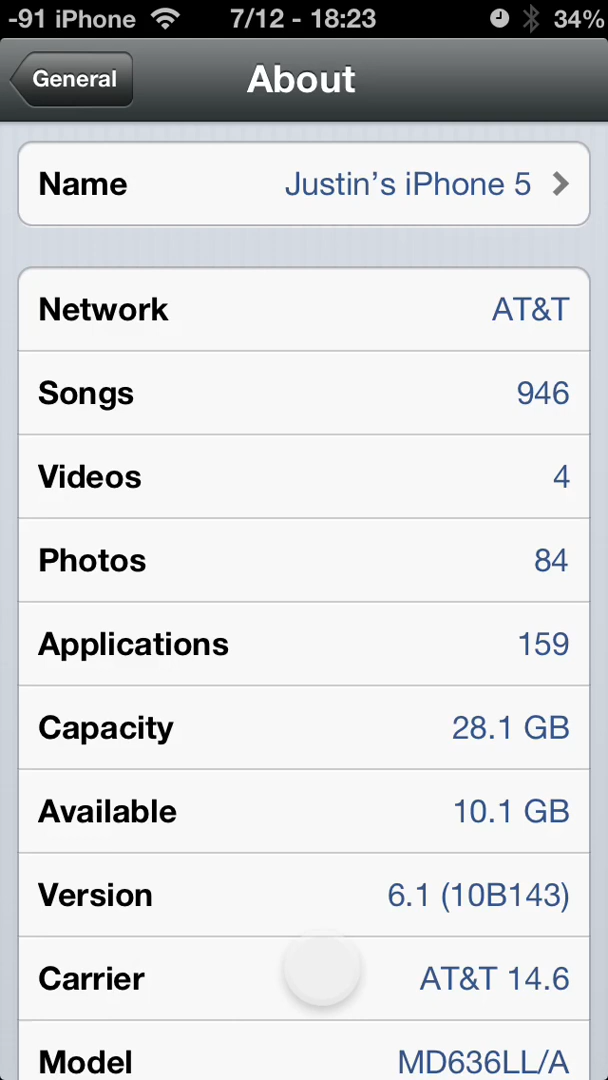 -91 iPhone 7/12 - 18:23 34%
General About
Name Justin’s iPhone 5
Network AT&T
Songs 946
Videos 4
Photos 84
Applications 159
Capacity 28.1 GB
Available 10.1 GB
Version 6.1 (10B143)
Carrier AT&T 14.6
Model MD636LL/A